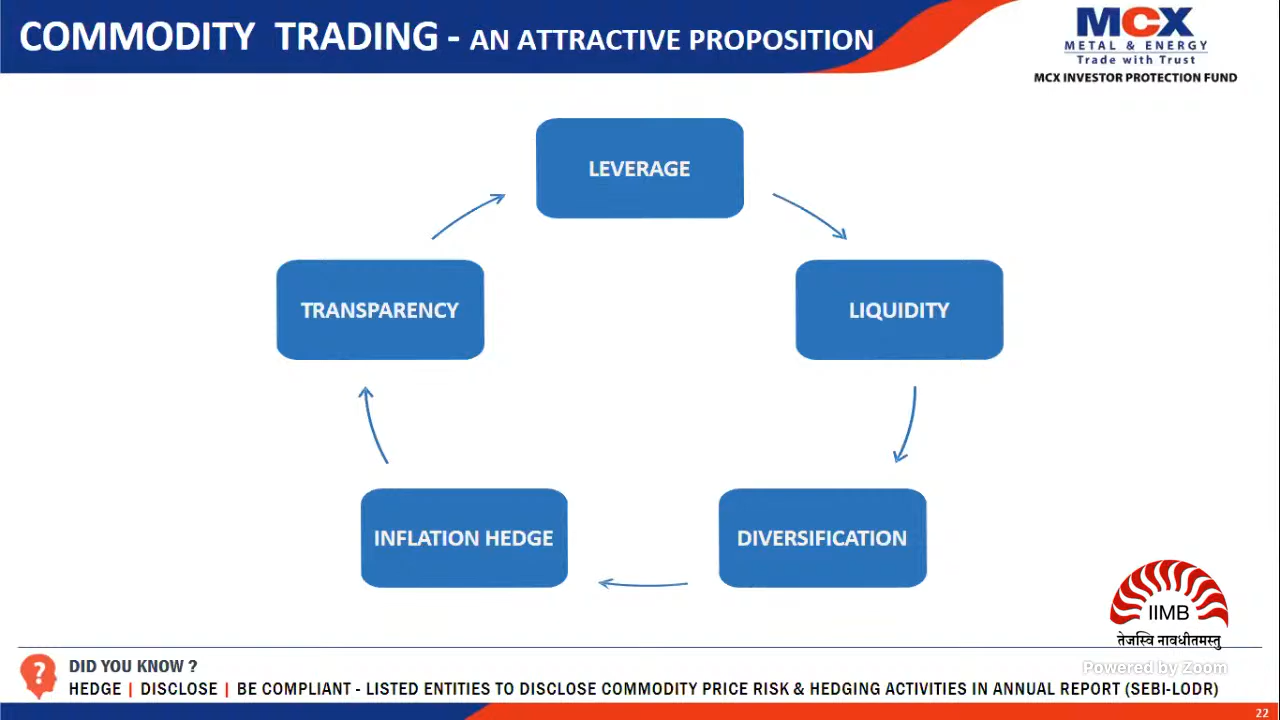 COMMODITY TRADING - AN ATTRACTIVE PROPOSITION
MCX
METAL & ENERGY
Trade with Trust
MCX INVESTOR PROTECTION FUND
LEVERAGE
TRANSPARENCY
LIQUIDITY
INFLATION HEDGE
DIVERSIFICATION
IIMB
तेजस्वि नावधीतमस्तु
Powered by Zoom
?
DID YOU KNOW ?
HEDGE | DISCLOSE | BE COMPLIANT - LISTED ENTITIES TO DISCLOSE COMMODITY PRICE RISK & HEDGING ACTIVITIES IN ANNUAL REPORT (SEBI-LODR)
22